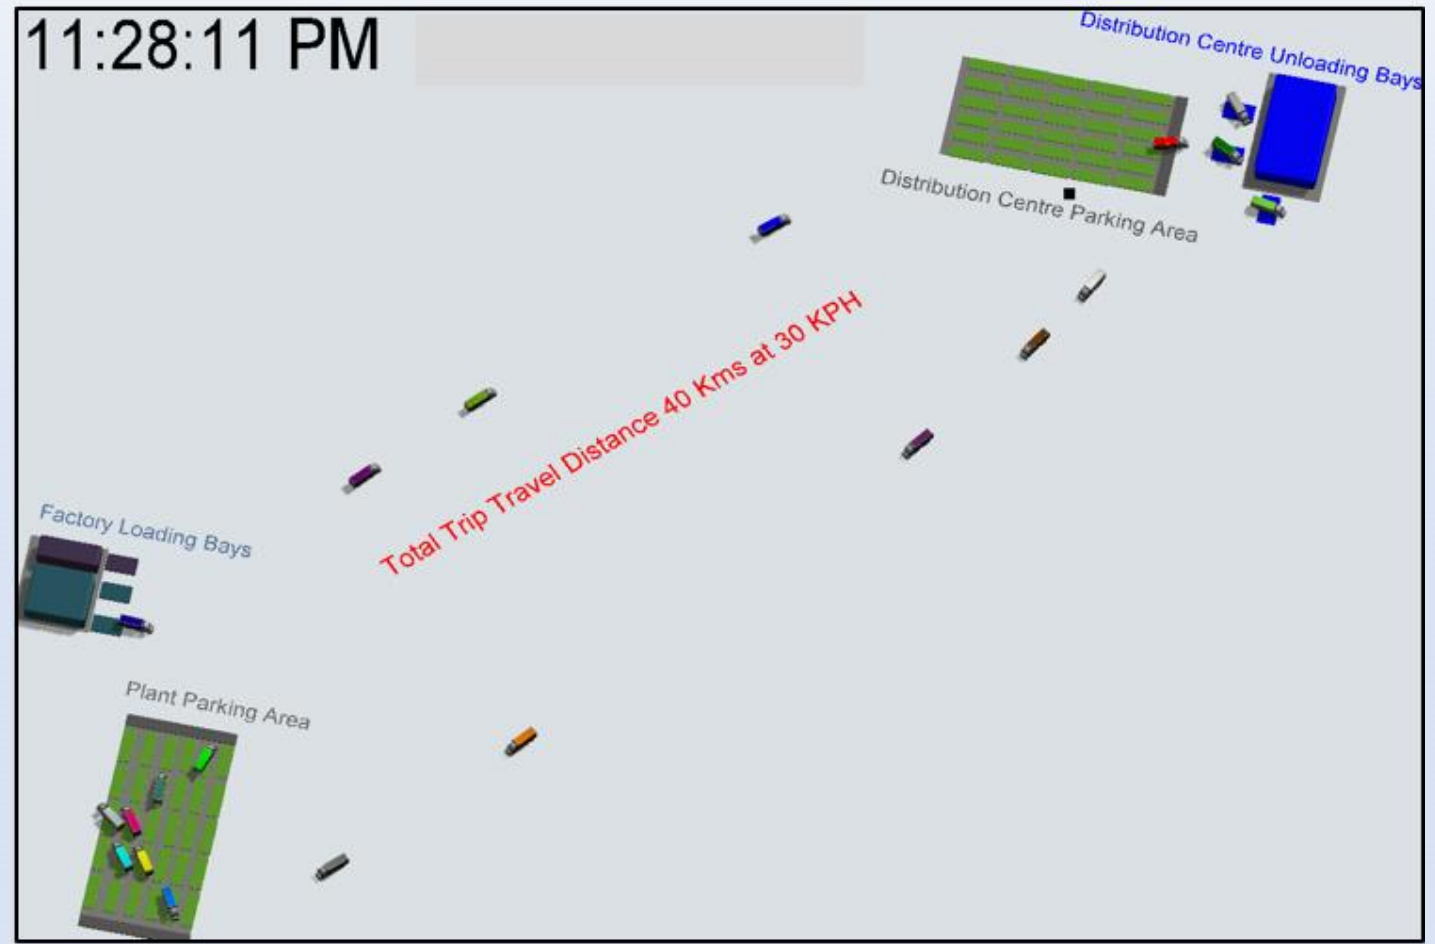 11:28:11 PM
Distribution Centre Unloading Bays
Distribution Centre Parking Area
Total Trip Travel Distance 40 Kms at 30 KPH
Factory Loading Bays
Plant Parking Area